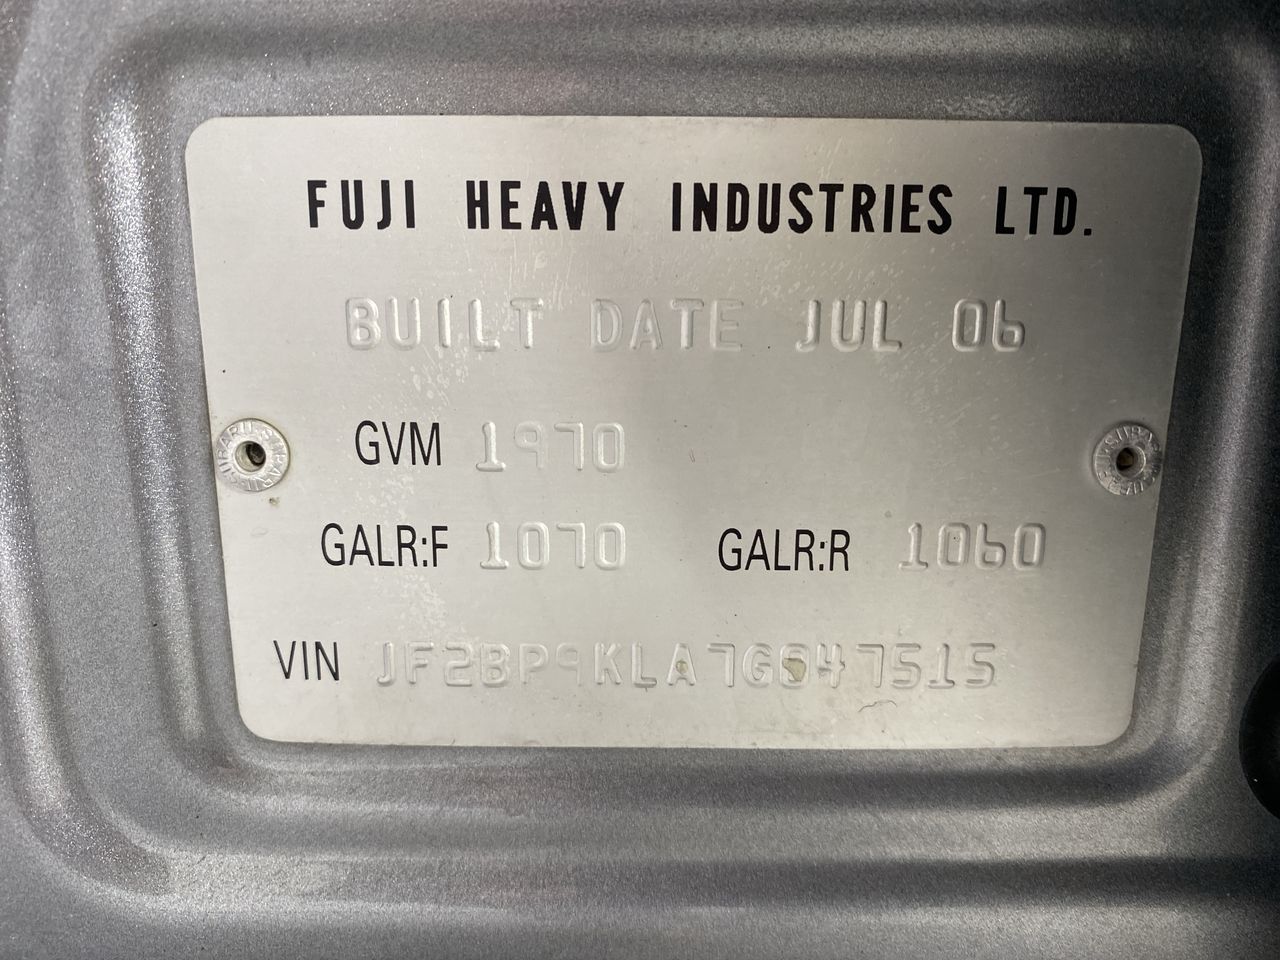 FUJI HEAVY INDUSTRIES LTD.
BUILT DATE JUL 06
GVM 1970
GALR:F 1070 GALR:R 1060
VIN JF2BP9KLA7G047515